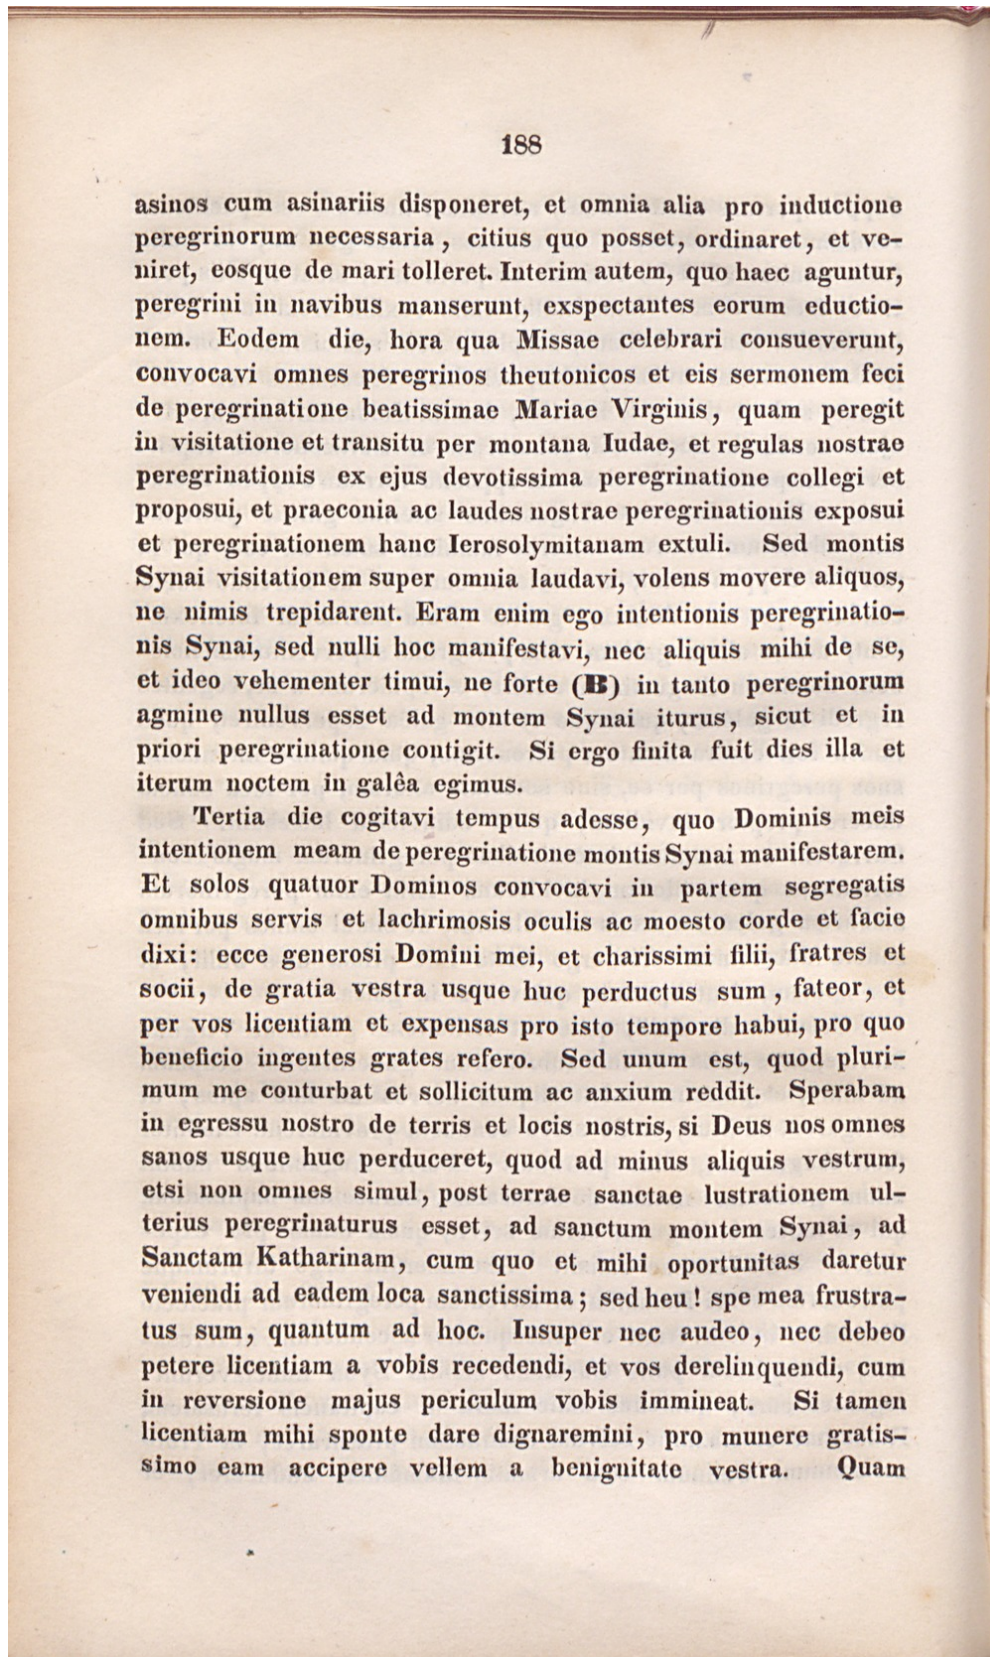 188
asinos cum asinariis disponeret, et omnia alia pro inductione
peregrinorum necessaria, citius quo posset, ordinaret, et ve-
niret, eosque de mari tolleret. Interim autem, quo haec aguntur,
peregrini in navibus manserunt, exspectantes eorum eductio-
nem. Eodem die, hora qua Missae celebrari consueverunt,
convocavi omnes peregrinos theutonicos et eis sermonem feci
de peregrinatione beatissimae Mariae Virginis, quam peregit
in visitatione et transitu per montana Iudae, et regulas nostrae
peregrinationis ex ejus devotissima peregrinatione collegi et
proposui, et praeconia ac laudes nostrae peregrinationis exposui
et peregrinationem hanc Ierosolymitanam extuli. Sed montis
Synai visitationem super omnia laudavi, volens movere aliquos,
ne nimis trepidarent. Eram enim ego intentionis peregrinatio-
nis Synai, sed nulli hoc manifestavi, nec aliquis mihi de se,
et ideo vehementer timui, ne forte (B) in tanto peregrinorum
agmine nullus esset ad montem Synai iturus, sicut et in
priori peregrinatione contigit. Si ergo finita fuit dies illa et
iterum noctem in galêa egimus.
Tertia die cogitavi tempus adesse, quo Dominis meis
intentionem meam de peregrinatione montis Synai manifestarem.
Et solos quatuor Dominos convocavi in partem segregatis
omnibus servis et lachrimosis oculis ac moesto corde et facie
dixi: ecce generosi Domini mei, et charissimi filii, fratres et
socii, de gratia vestra usque huc perductus sum, fateor, et
per vos licentiam et expensas pro isto tempore habui, pro quo
beneficio ingentes grates refero. Sed unum est, quod pluri-
mum me conturbat et sollicitum ac anxium reddit. Sperabam
in egressu nostro de terris et locis nostris, si Deus nos omnes
sanos usque huc perduceret, quod ad minus aliquis vestrum,
etsi non omnes simul, post terrae sanctae lustrationem ul-
terius peregrinaturus esset, ad sanctum montem Synai, ad
Sanctam Katharinam, cum quo et mihi oportunitas daretur
veniendi ad eadem loca sanctissima; sed heu! spe mea frustra-
tus sum, quantum ad hoc. Insuper nec audeo, nec debeo
petere licentiam a vobis recedendi, et vos derelinquendi, cum
in reversione majus periculum vobis immineat. Si tamen
licentiam mihi sponte dare dignaremini, pro munere gratis-
simo eam accipere vellem a benignitate vestra. Quam